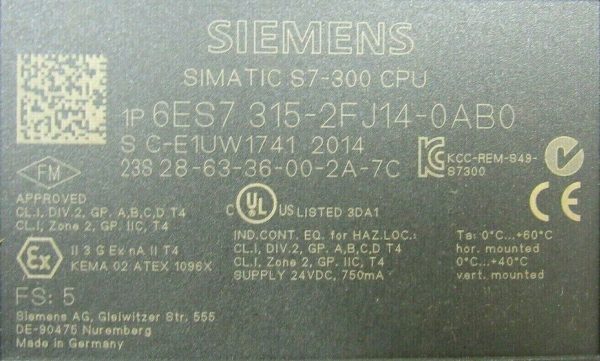 SIEMENS
SIMATIC S7-300 CPU
1P 6ES7 315-2FJ14-0AB0
S C-E1UW1741 2014
23S 28-63-36-00-2A-7C
KCC-REM-S49-
S7300
FM
APPROVED
CL.I, DIV.2, GP. A,B,C,D T4
CL.I, Zone 2, GP. IIC, T4
C UL US LISTED 3DA1
IND.CONT. EQ. for HAZ.LOC.:
CL.I, DIV.2, GP. A,B,C,D T4
CL.I, Zone 2, GP. IIC, T4
SUPPLY 24VDC, 750mA
CE
Ta: 0°C...+60°C
hor. mounted
0°C...+40°C
vert. mounted
Ex
II 3 G Ex nA II T4
KEMA 02 ATEX 1096X
FS: 5
Siemens AG, Gleiwitzer Str. 555
DE-90475 Nuremberg
Made in Germany